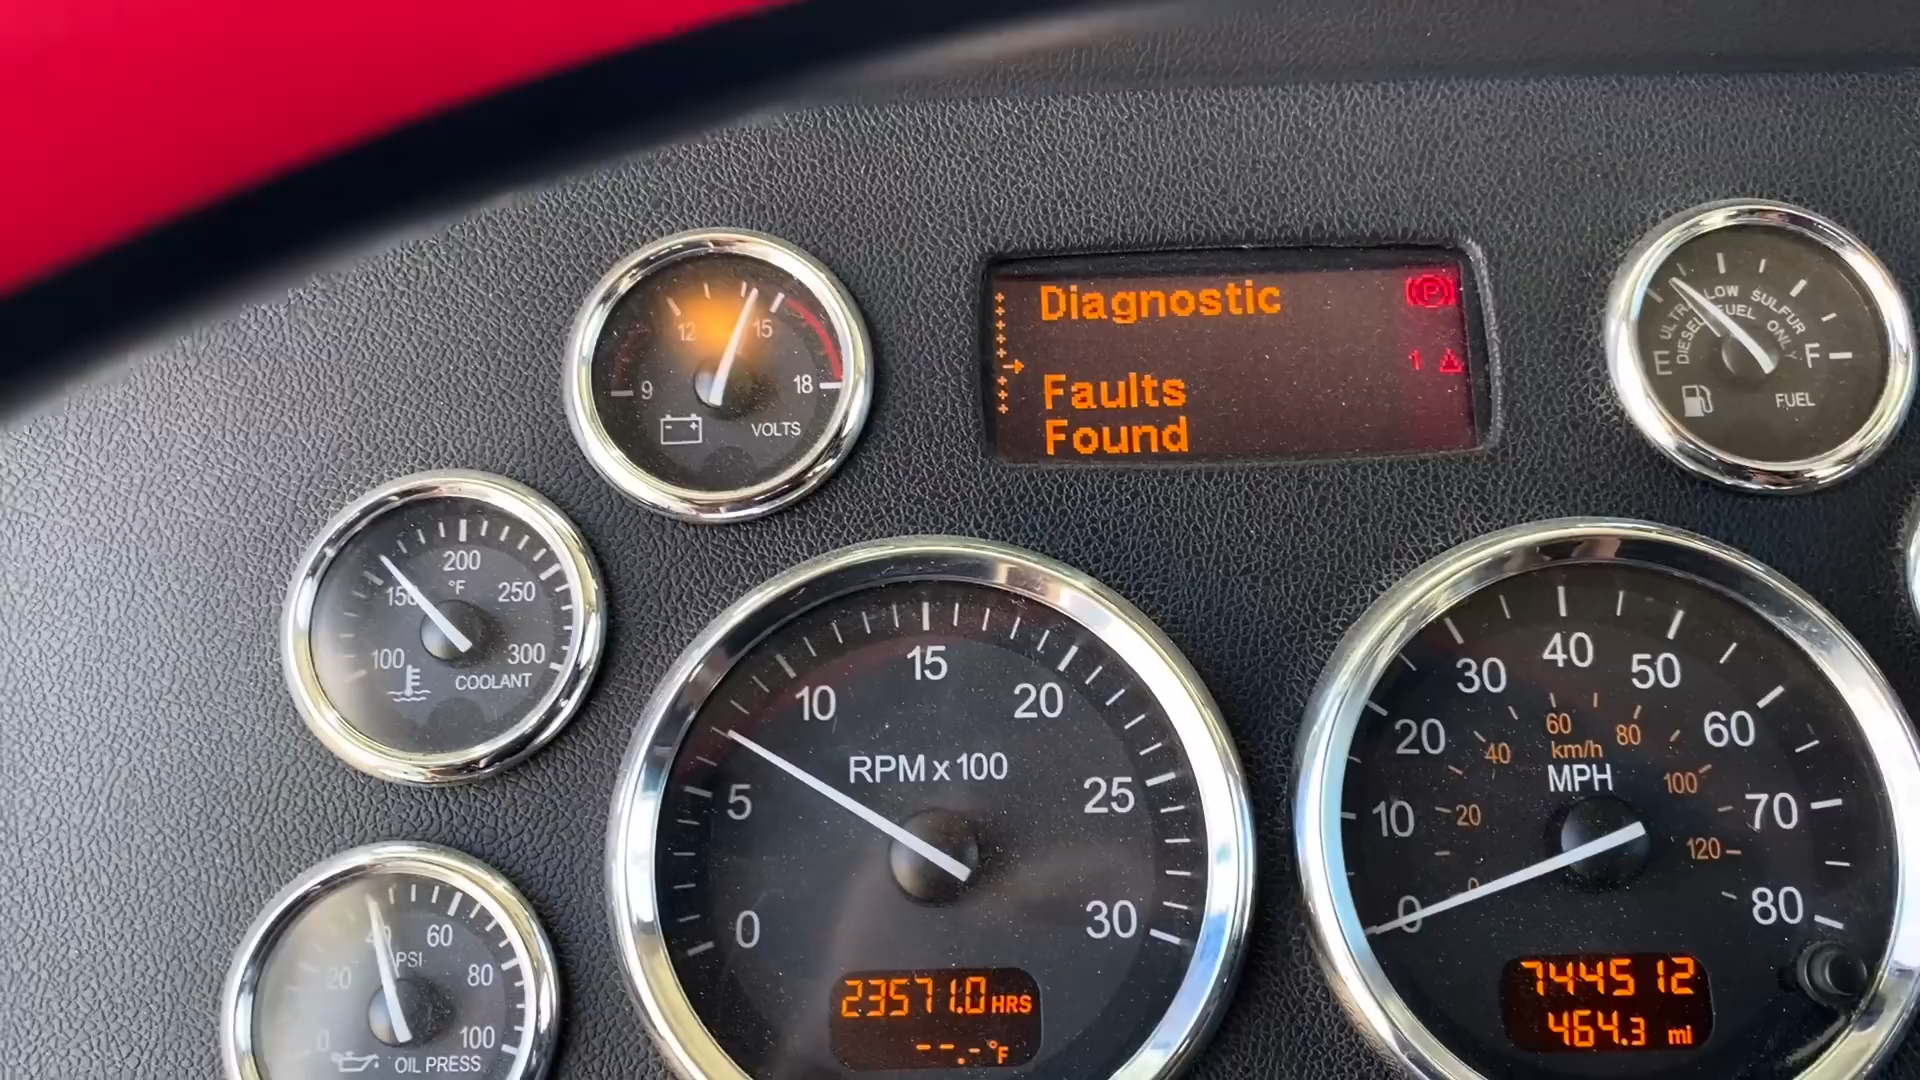 Diagnostic
1
Faults
Found
12
15
9
18
VOLTS
ULTRA LOW SULFUR
DIESEL FUEL ONLY
E
F
FUEL
200
°F
150
250
100
300
COOLANT
15
10
20
RPM x 100
5
25
0
30
23571.0 HRS
--.- °F
40
30
50
20
60
60
80
40
km/h
MPH
100
10
20
70
120
0
0
80
744512
464.3 mi
40
60
PSI
20
80
0
100
OIL PRESS